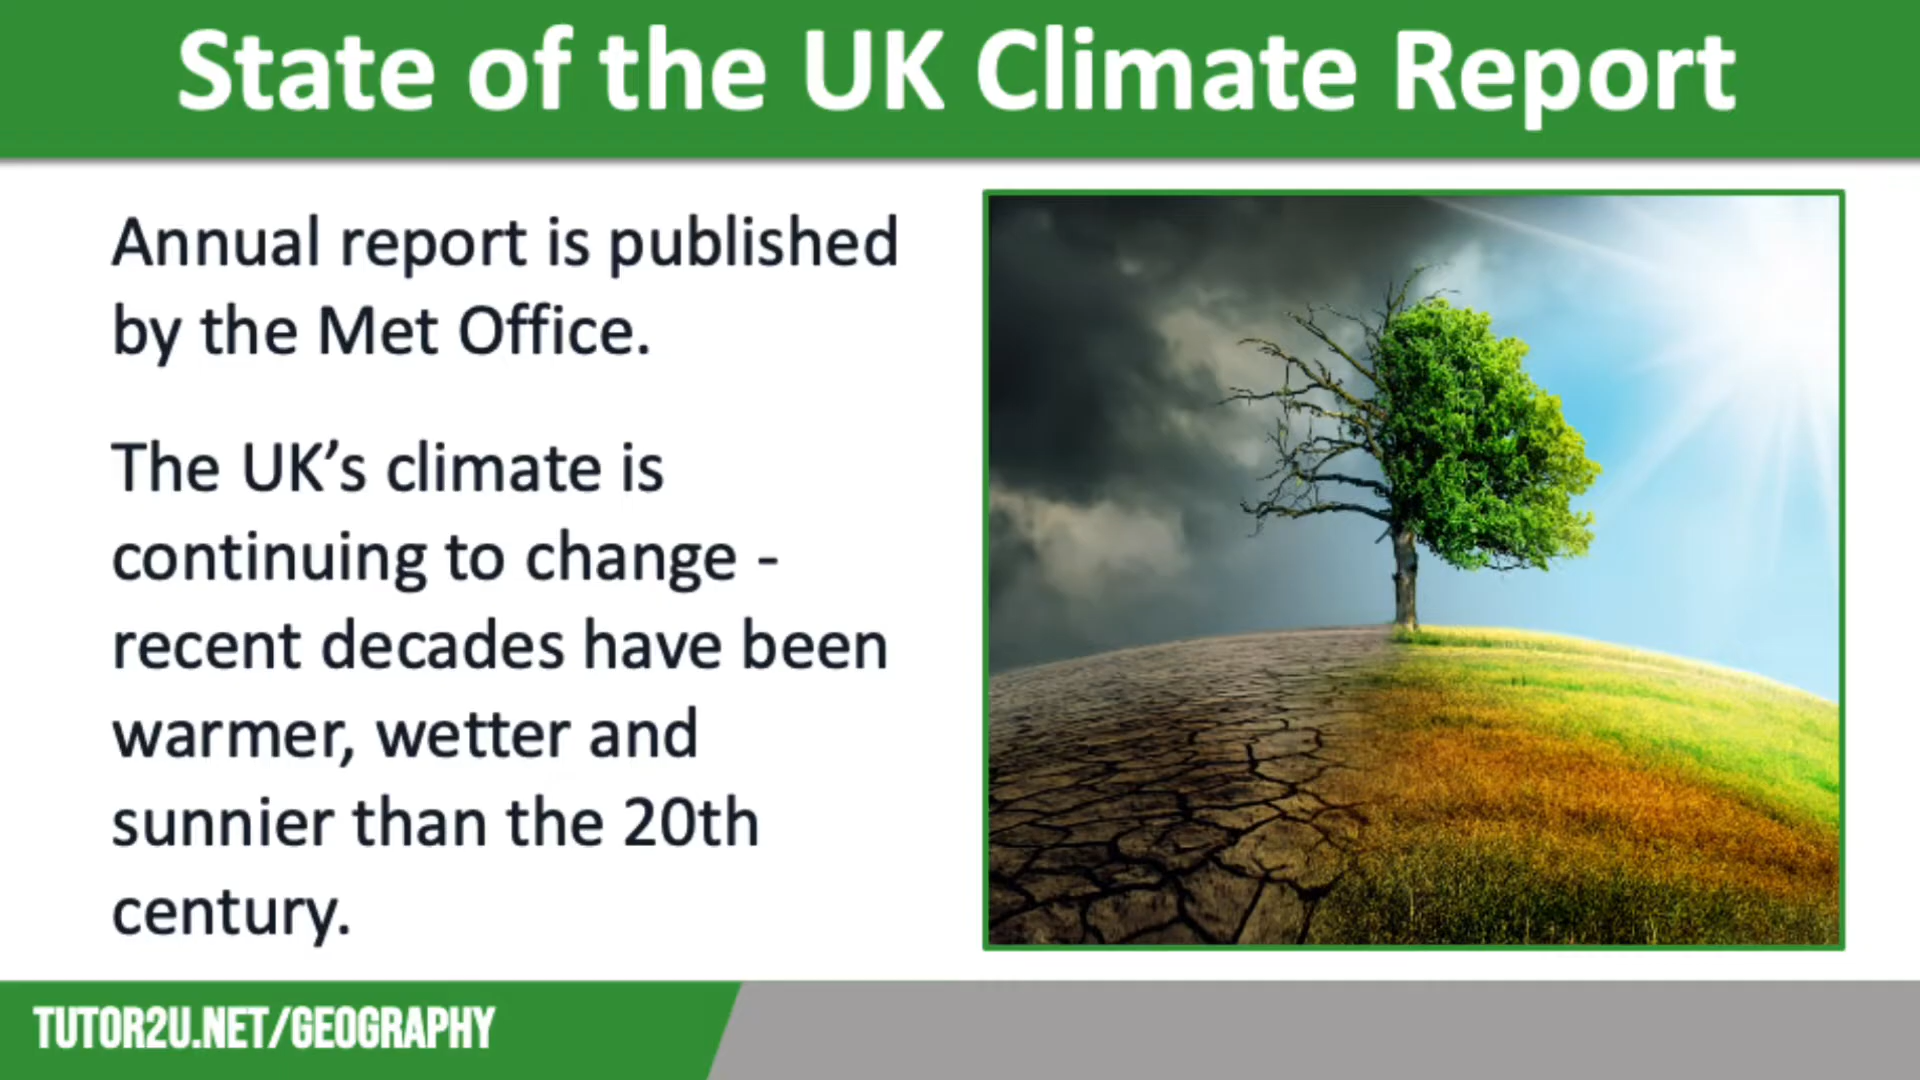 State of the UK Climate Report
Annual report is published
by the Met Office.
The UK’s climate is
continuing to change -
recent decades have been
warmer, wetter and
sunnier than the 20th
century.
TUTOR2U.NET/GEOGRAPHY